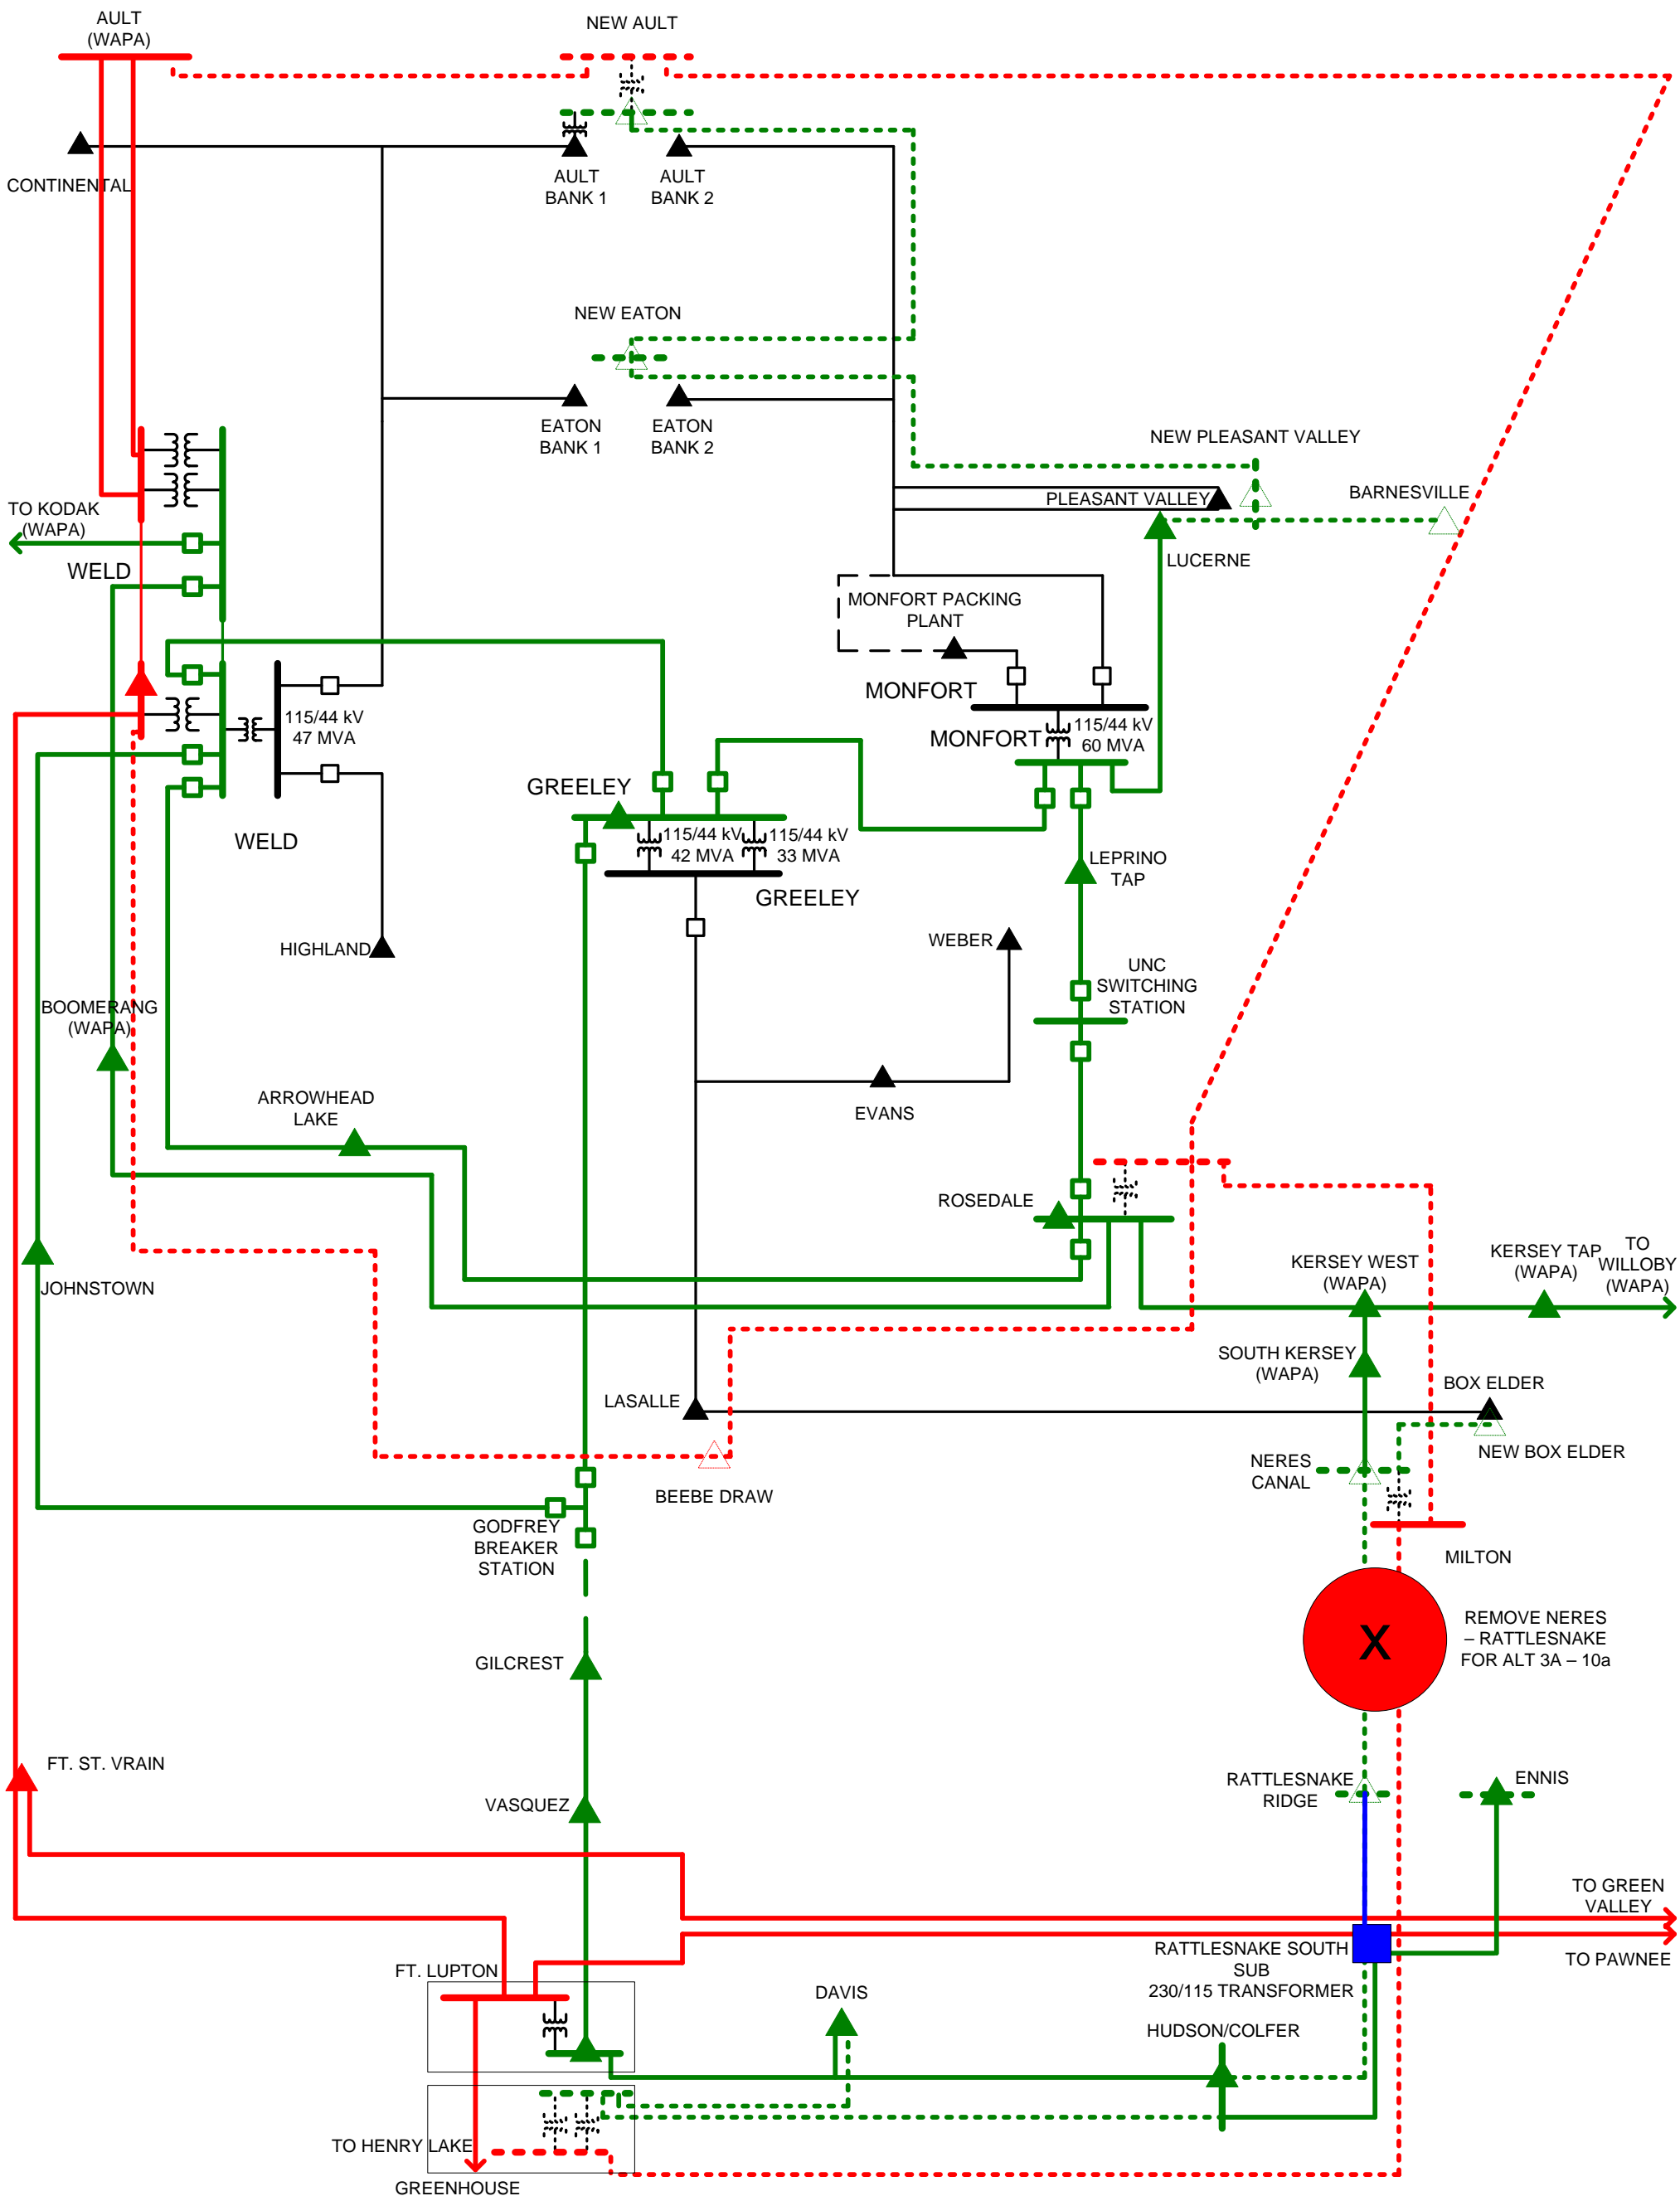 AULT
(WAPA)
NEW AULT
CONTINENTAL
AULT
BANK 1
AULT
BANK 2
NEW EATON
EATON
BANK 1
EATON
BANK 2
NEW PLEASANT VALLEY
PLEASANT VALLEY
BARNESVILLE
TO KODAK
(WAPA)
LUCERNE
WELD
MONFORT PACKING
PLANT
MONFORT
115/44 kV
47 MVA
MONFORT
115/44 kV
60 MVA
GREELEY
WELD
115/44 kV
42 MVA
115/44 kV
33 MVA
LEPRINO
TAP
GREELEY
HIGHLAND
WEBER
UNC
SWITCHING
STATION
BOOMERANG
(WAPA)
ARROWHEAD
LAKE
EVANS
ROSEDALE
JOHNSTOWN
KERSEY WEST
(WAPA)
KERSEY TAP
(WAPA)
TO
WILLOBY
(WAPA)
SOUTH KERSEY
(WAPA)
LASALLE
BOX ELDER
NEW BOX ELDER
NERES
CANAL
BEEBE DRAW
GODFREY
BREAKER
STATION
MILTON
X
REMOVE NERES
– RATTLESNAKE
FOR ALT 3A – 10a
GILCREST
FT. ST. VRAIN
VASQUEZ
RATTLESNAKE
RIDGE
ENNIS
TO GREEN
VALLEY
TO PAWNEE
FT. LUPTON
RATTLESNAKE SOUTH
SUB
230/115 TRANSFORMER
DAVIS
HUDSON/COLFER
TO HENRY LAKE
GREENHOUSE